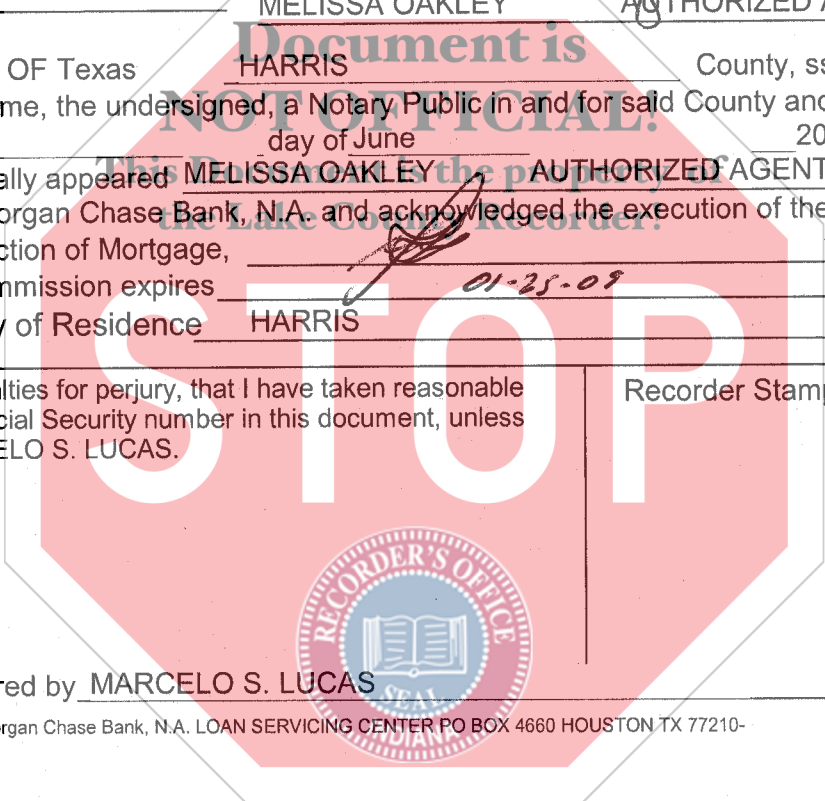 MELISSA OAKLEY AUTHORIZED A
Document is
OF Texas HARRIS County, ss
me, the undersigned, a Notary Public in and for said County and
NOT OFFICIAL!
day of June 20
This Document is the property of
ally appeared MELISSA OAKLEY AUTHORIZED AGENT
organ Chase Bank, N.A. and acknowledged the execution of the
the Lake County Recorder!
ction of Mortgage,
mmission expires 01-25-09
y of Residence HARRIS
STOP
lties for perjury, that I have taken reasonable
cial Security number in this document, unless
ELO S. LUCAS.
Recorder Stamp
RECORDER'S OFFICE
SEAL
INDIANA
red by MARCELO S. LUCAS
organ Chase Bank, N.A. LOAN SERVICING CENTER PO BOX 4660 HOUSTON TX 77210-